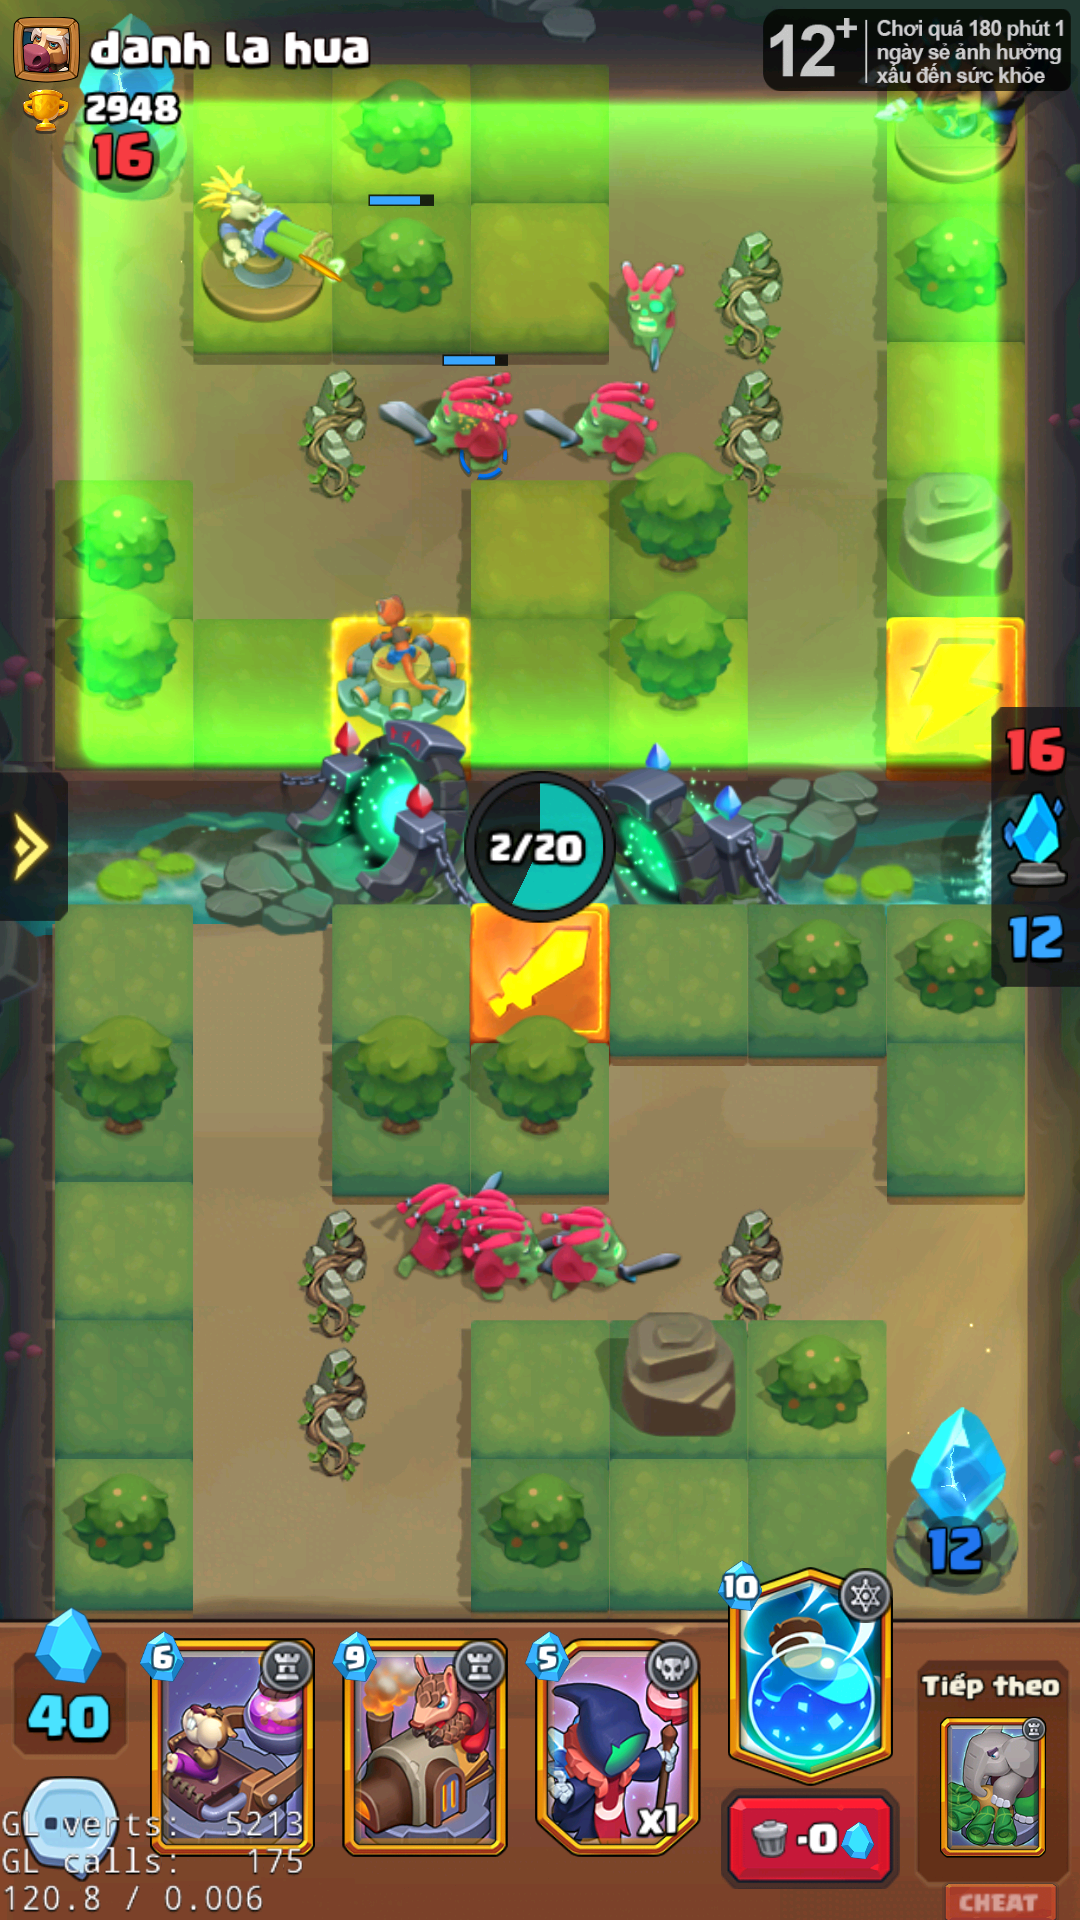 danh la hua
2948
16
12+
Chơi quá 180 phút 1
ngày sẻ ảnh hưởng
xấu đến sức khỏe
16
2/20
12
12
40
6
9
5
x1
10
-0
Tiếp theo
CHEAT
GL verts: 5213
GL calls: 175
120.8 / 0.006